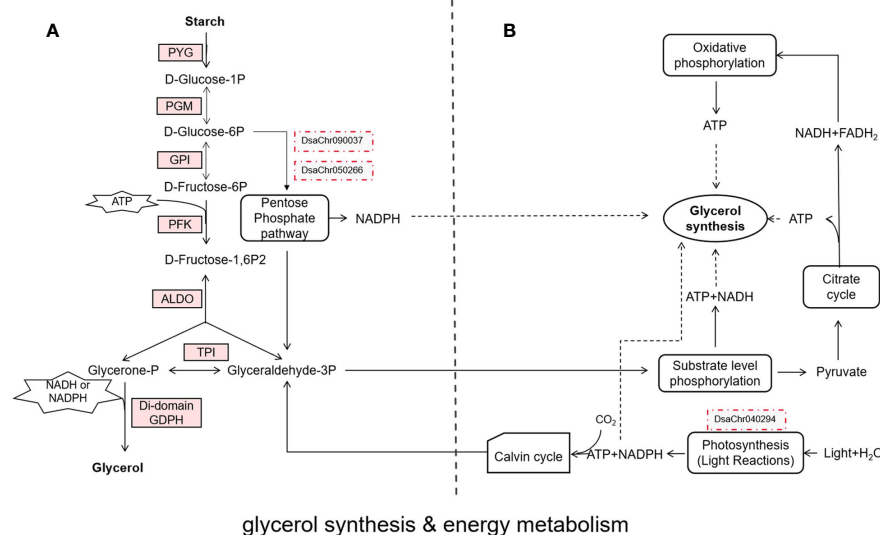 A
Starch
PYG
D-Glucose-1P
PGM
D-Glucose-6P
DsaChr090037
GPI
DsaChr050266
D-Fructose-6P
ATP
PFK
Pentose
Phosphate
pathway
NADPH
D-Fructose-1,6P2
ALDO
TPI
Glycerone-P
Glyceraldehyde-3P
NADH or
NADPH
Di-domain
GDPH
Glycerol
B
Oxidative
phosphorylation
ATP
NADH+FADH2
Glycerol
synthesis
ATP
Citrate
cycle
ATP+NADH
Substrate level
phosphorylation
Pyruvate
CO2
DsaChr040294
Calvin cycle
ATP+NADPH
Photosynthesis
(Light Reactions)
Light+H2O
glycerol synthesis & energy metabolism